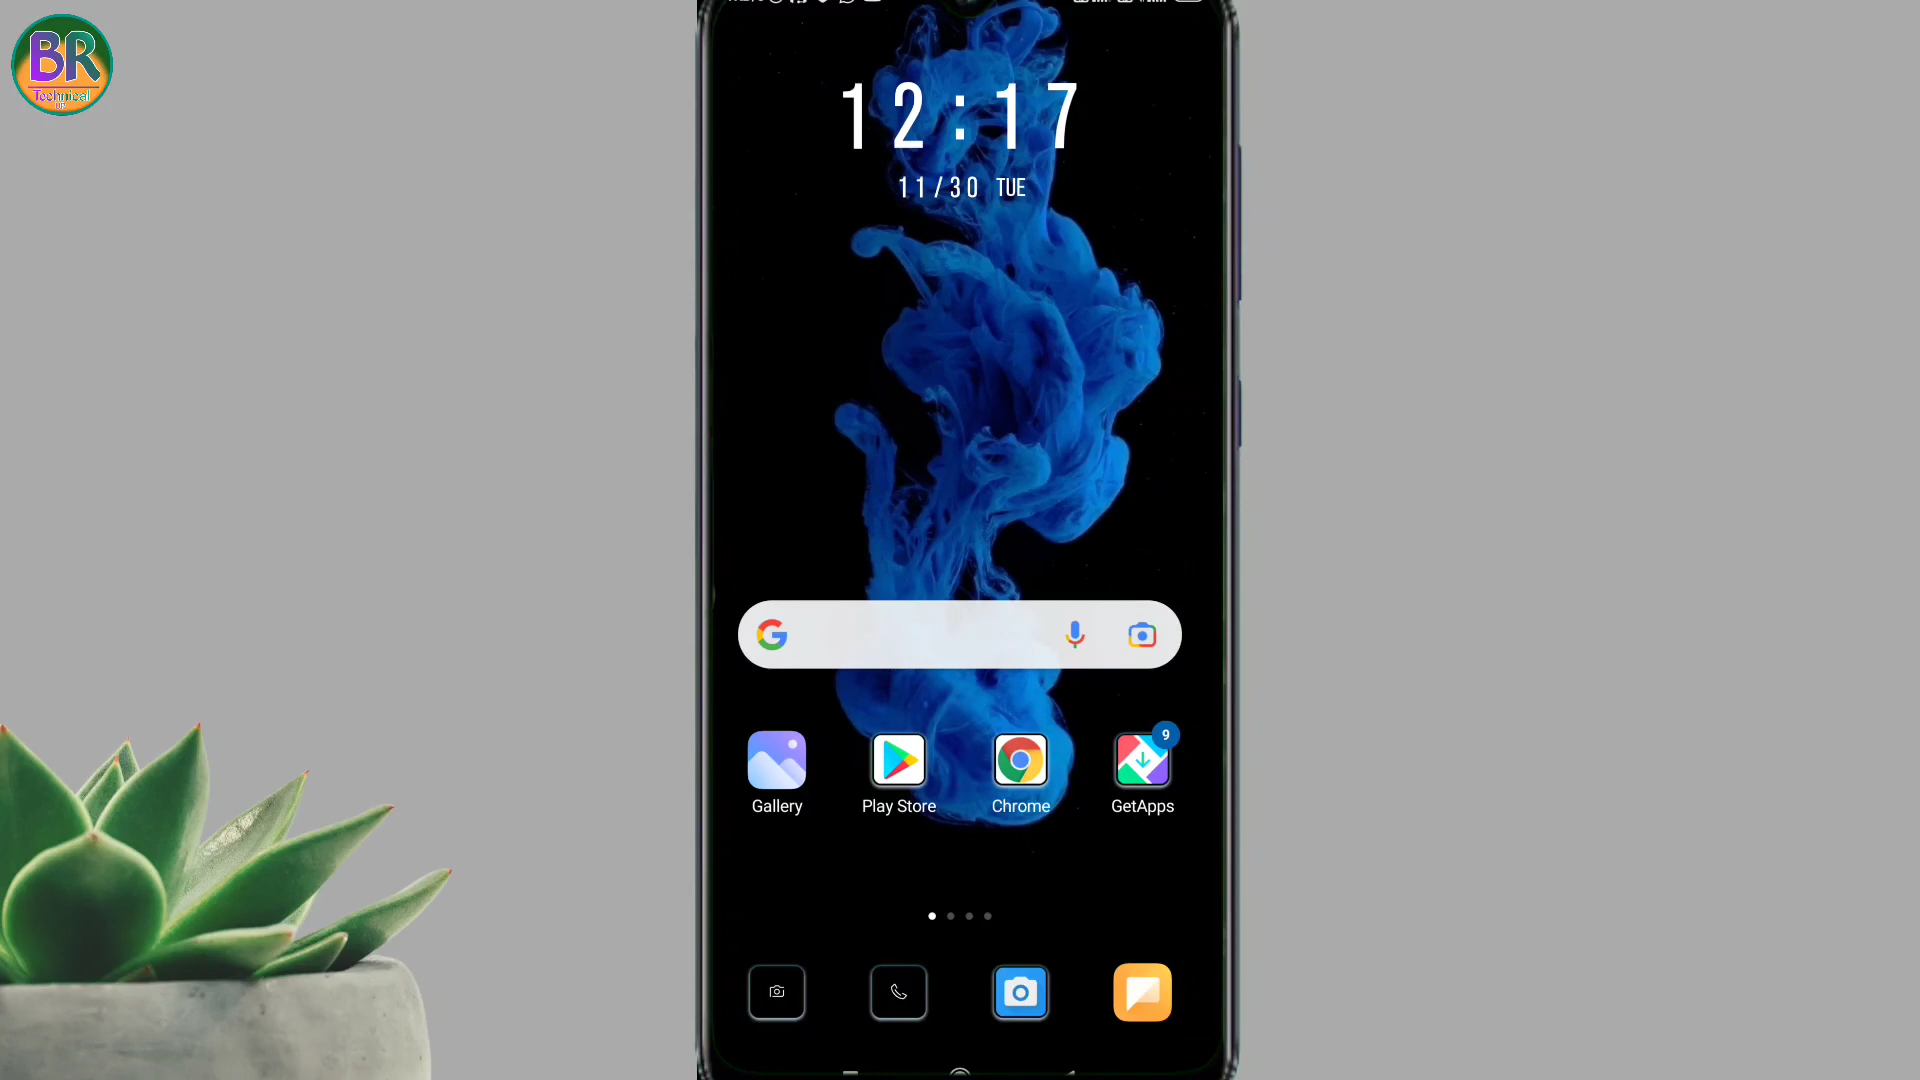 BR
Technical
12:17
11/30 TUE
9
Gallery
Play Store
Chrome
GetApps